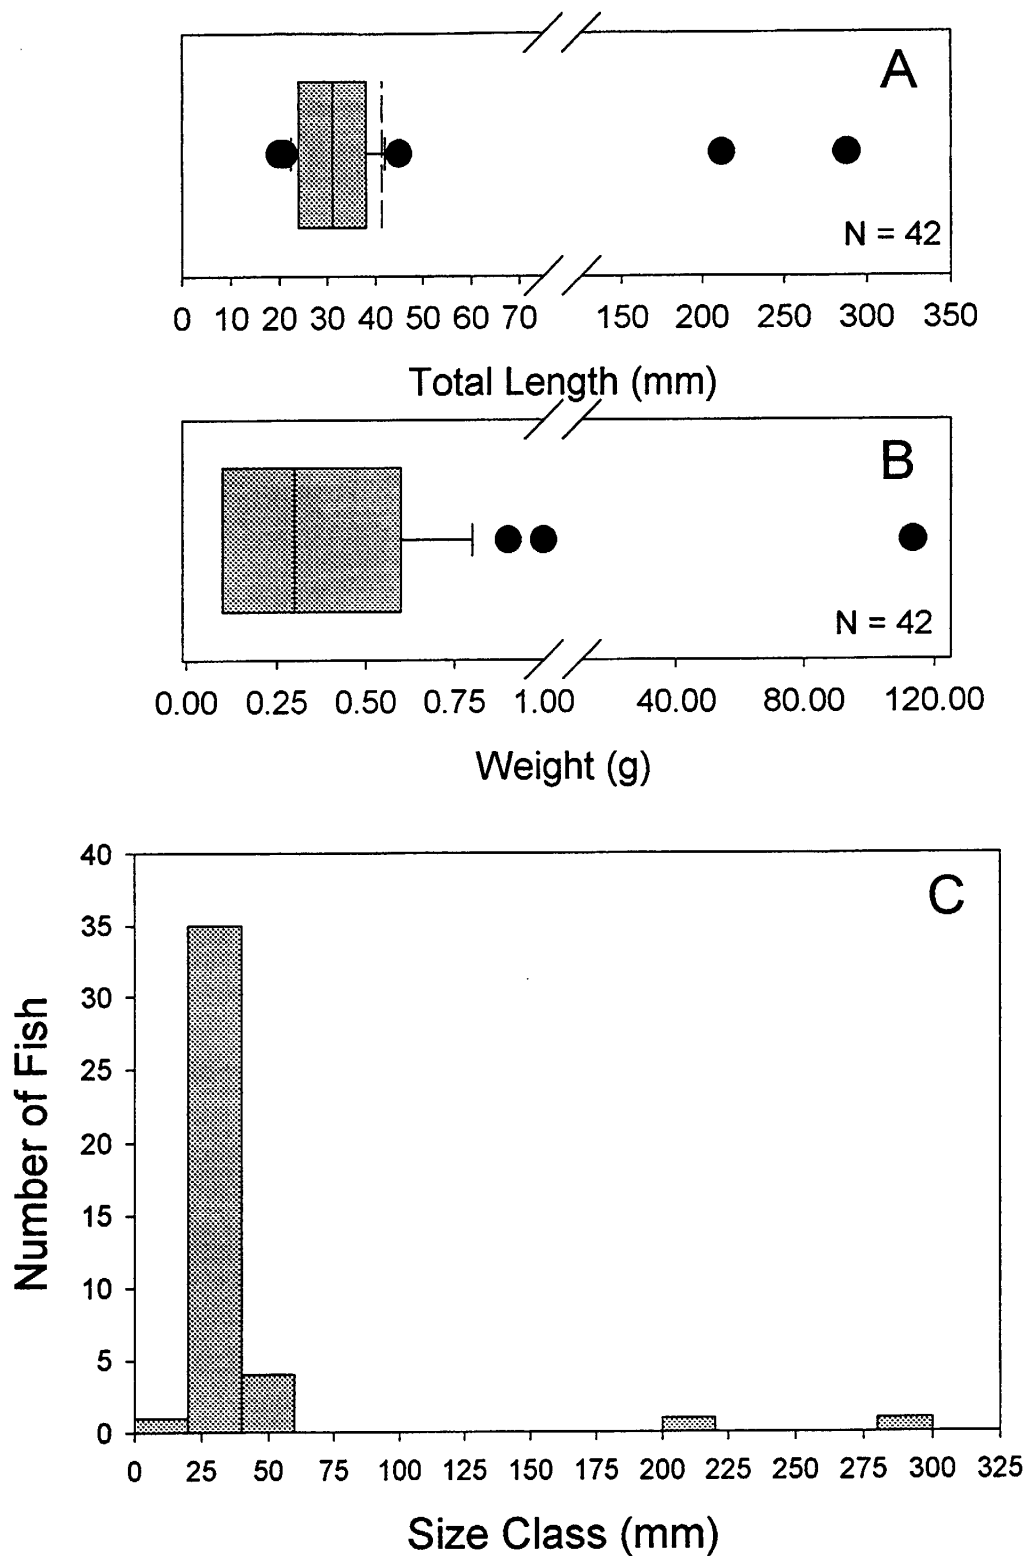 A
N = 42
0 10 20 30 40 50 60 70 150 200 250 300 350
Total Length (mm)
B
N = 42
0.00 0.25 0.50 0.75 1.00 40.00 80.00 120.00
Weight (g)
C
40
35
30
25
20
15
10
5
0
Number of Fish
0 25 50 75 100 125 150 175 200 225 250 275 300 325
Size Class (mm)